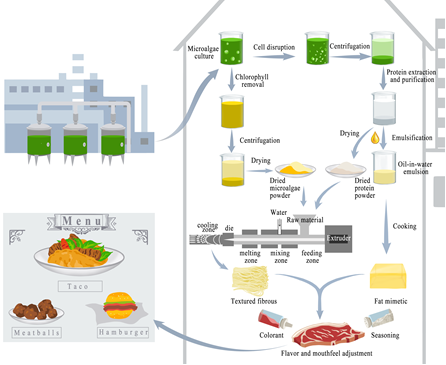 Microalgae
culture
Cell disruption
Centrifugation
Chlorophyll
removal
Protein extraction
and purification
Centrifugation
Drying
Emulsification
Drying
Oil-in-water
emulsion
Dried
microalgae
powder
Dried
protein
powder
Water
Raw material
cooling
zone
die
Extruder
melting
zone
mixing
zone
feeding
zone
Cooking
Textured fibrous
Fat mimetic
Colorant
Seasoning
Flavor and mouthfeel adjustment
Menu
Taco
Meatballs
Hamburger